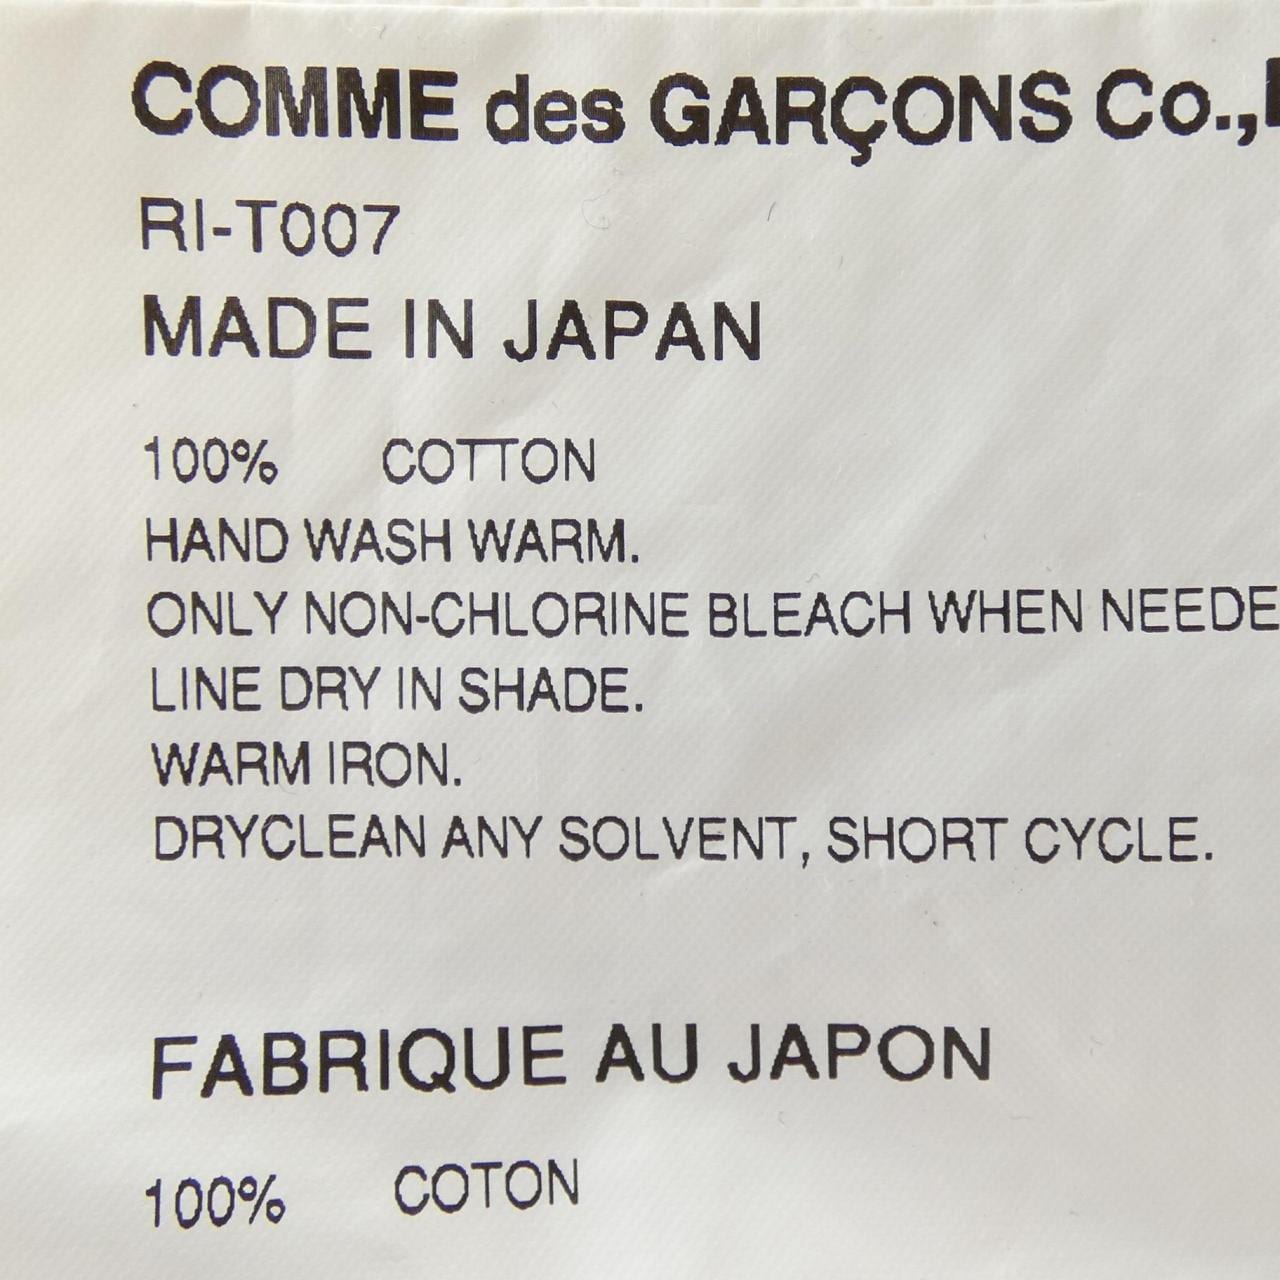 COMME des GARÇONS Co.,
RI-T007
MADE IN JAPAN
100% COTTON
HAND WASH WARM.
ONLY NON-CHLORINE BLEACH WHEN NEEDE
LINE DRY IN SHADE.
WARM IRON.
DRYCLEAN ANY SOLVENT, SHORT CYCLE.
FABRIQUE AU JAPON
100% COTON